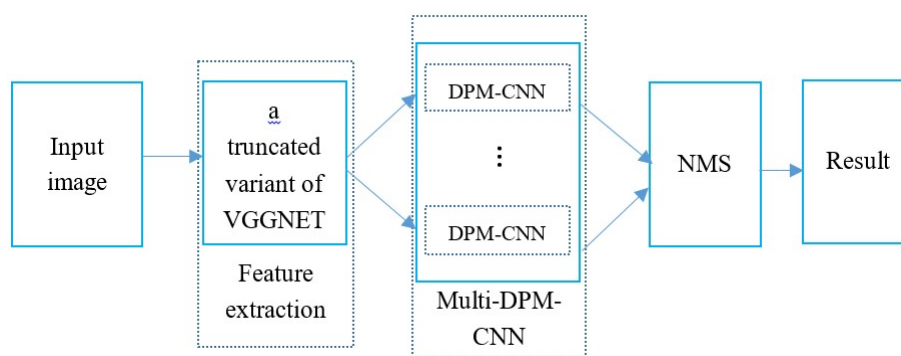 Input
image
a
truncated
variant of
VGGNET
Feature
extraction
DPM-CNN
⋮
DPM-CNN
Multi-DPM-
CNN
NMS
Result